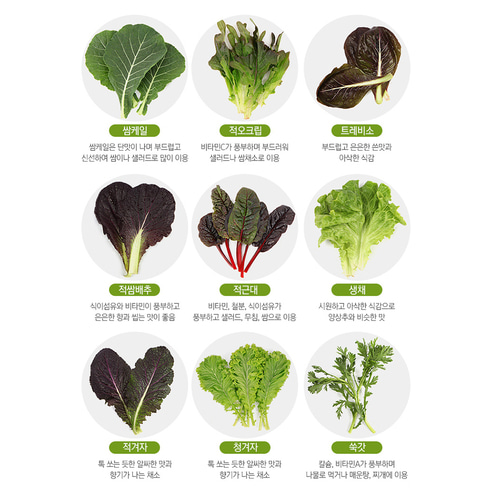 쌈케일
적오크립
트레비소
쌈케일은 단맛이 나며 부드럽고
신선하여 쌈이나 샐러드로 많이 이용
비타민C가 풍부하며 부드러워
샐러드나 쌈채소로 이용
부드럽고 은은한 쓴맛과
아삭한 식감
적쌈배추
적근대
생채
식이섬유와 비타민이 풍부하고
은은한 향과 씹는 맛이 좋음
비타민, 철분, 식이섬유가
풍부하고 샐러드, 무침, 쌈으로 이용
시원하고 아삭한 식감으로
양상추와 비슷한 맛
적겨자
청겨자
쑥갓
톡 쏘는 듯한 알싸한 맛과
향기가 나는 채소
톡 쏘는 듯한 알싸한 맛과
향기가 나는 채소
칼슘, 비타민A가 풍부하며
나물로 먹거나 매운탕, 찌개에 이용